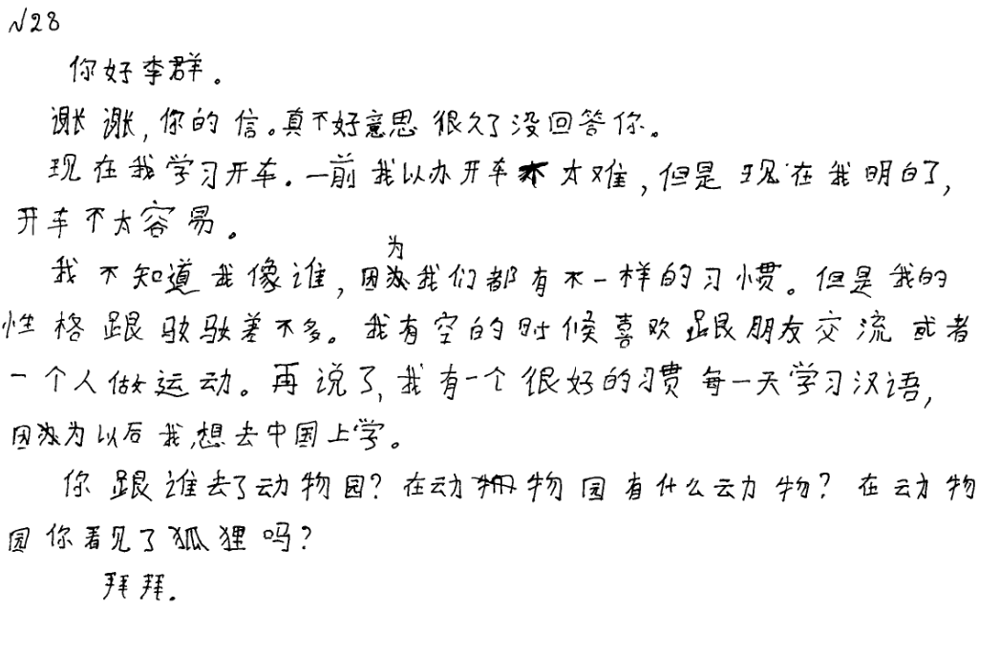 №28
你好李群。
谢谢,你的信。真不好意思很久了没回答你。
现在我学习开车。一前我以办开车不太难,但是现在我明白了,
开车不太容易。
我不知道我像谁,因为我们都有不一样的习惯。但是我的
性格跟驮驮差不多。我有空的时候喜欢跟朋友交流或者
一个人做运动。再说了,我有一个很好的习贯每一天学习汉语,
因为以后我想去中国上学。
你跟谁去了动物园?在动物园有什么动物?在动物
园你看见了狐狸吗?
拜拜.